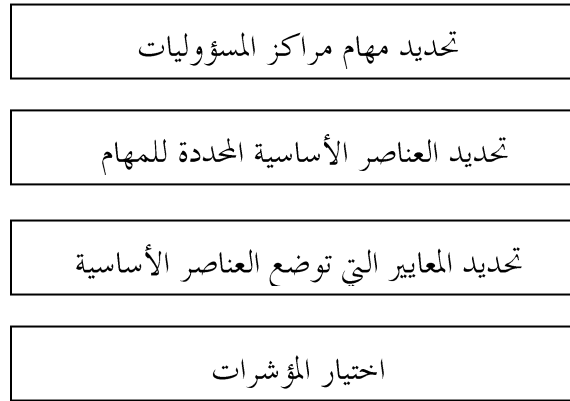 تحديد مهام مراكز المسؤوليات
تحديد العناصر الأساسية المحددة للمهام
تحديد المعايير التي توضع العناصر الأساسية
اختيار المؤشرات